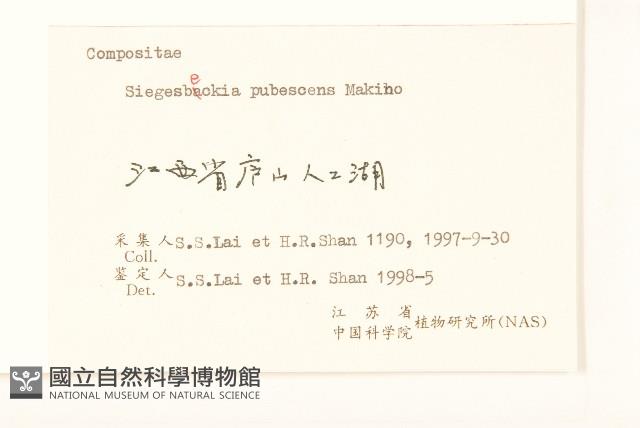 Compositae
e
Siegesbackia pubescens Makino
江西省庐山人工湖
采集人 S.S.Lai et H.R.Shan 1190, 1997-9-30
Coll.
鉴定人 S.S.Lai et H.R. Shan 1998-5
Det.
江苏省
中国科学院 植物研究所(NAS)
國立自然科學博物館
NATIONAL MUSEUM OF NATURAL SCIENCE